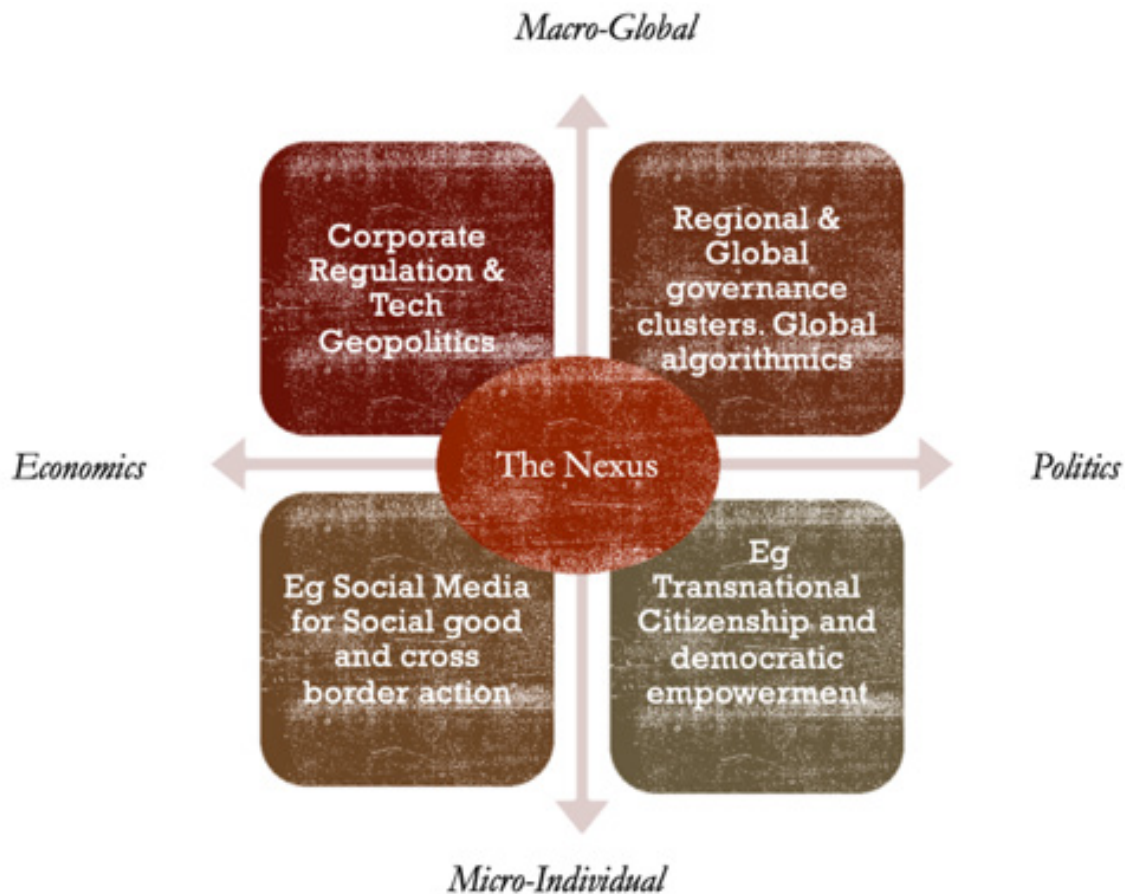 Macro-Global
Corporate
Regulation &
Tech
Geopolitics
Regional &
Global
governance
clusters. Global
algorithmics
Economics
The Nexus
Politics
Eg Social Media
for Social good
and cross
border action
Eg
Transnational
Citizenship and
democratic
empowerment
Micro-Individual